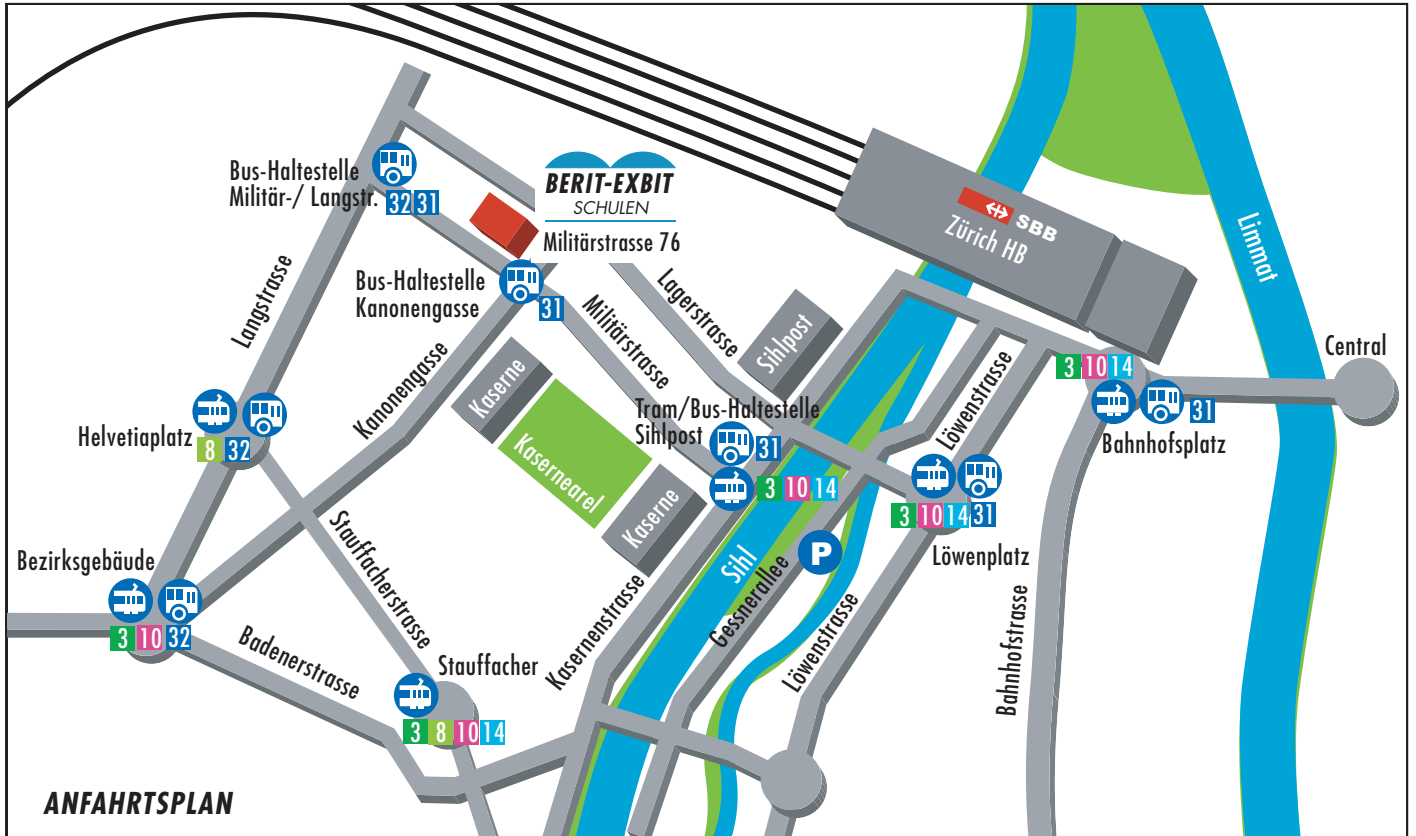 Bus-Haltestelle
Militär-/ Langstr.
32 31
BERIT-EXBIT
SCHULEN
Militärstrasse 76
SBB
Zürich HB
Limmat
Langstrasse
Bus-Haltestelle
Kanonengasse
31
Militärstrasse
Lagerstrasse
Sihlpost
Kanonengasse
Kaserne
Kasernearel
Kaserne
Tram/Bus-Haltestelle
Sihlpost
31
3 10 14
Löwenstrasse
3 10 14
31
Bahnhofsplatz
Central
Helvetiaplatz
8 32
3 10 14 31
Löwenplatz
Bezirksgebäude
3 10 32
Stauffacherstrasse
Badenerstrasse
Stauffacher
3 8 10 14
Kasernenstrasse
Sihl
Gessnerallee
P
Löwenstrasse
Bahnhofstrasse
ANFAHRTSPLAN